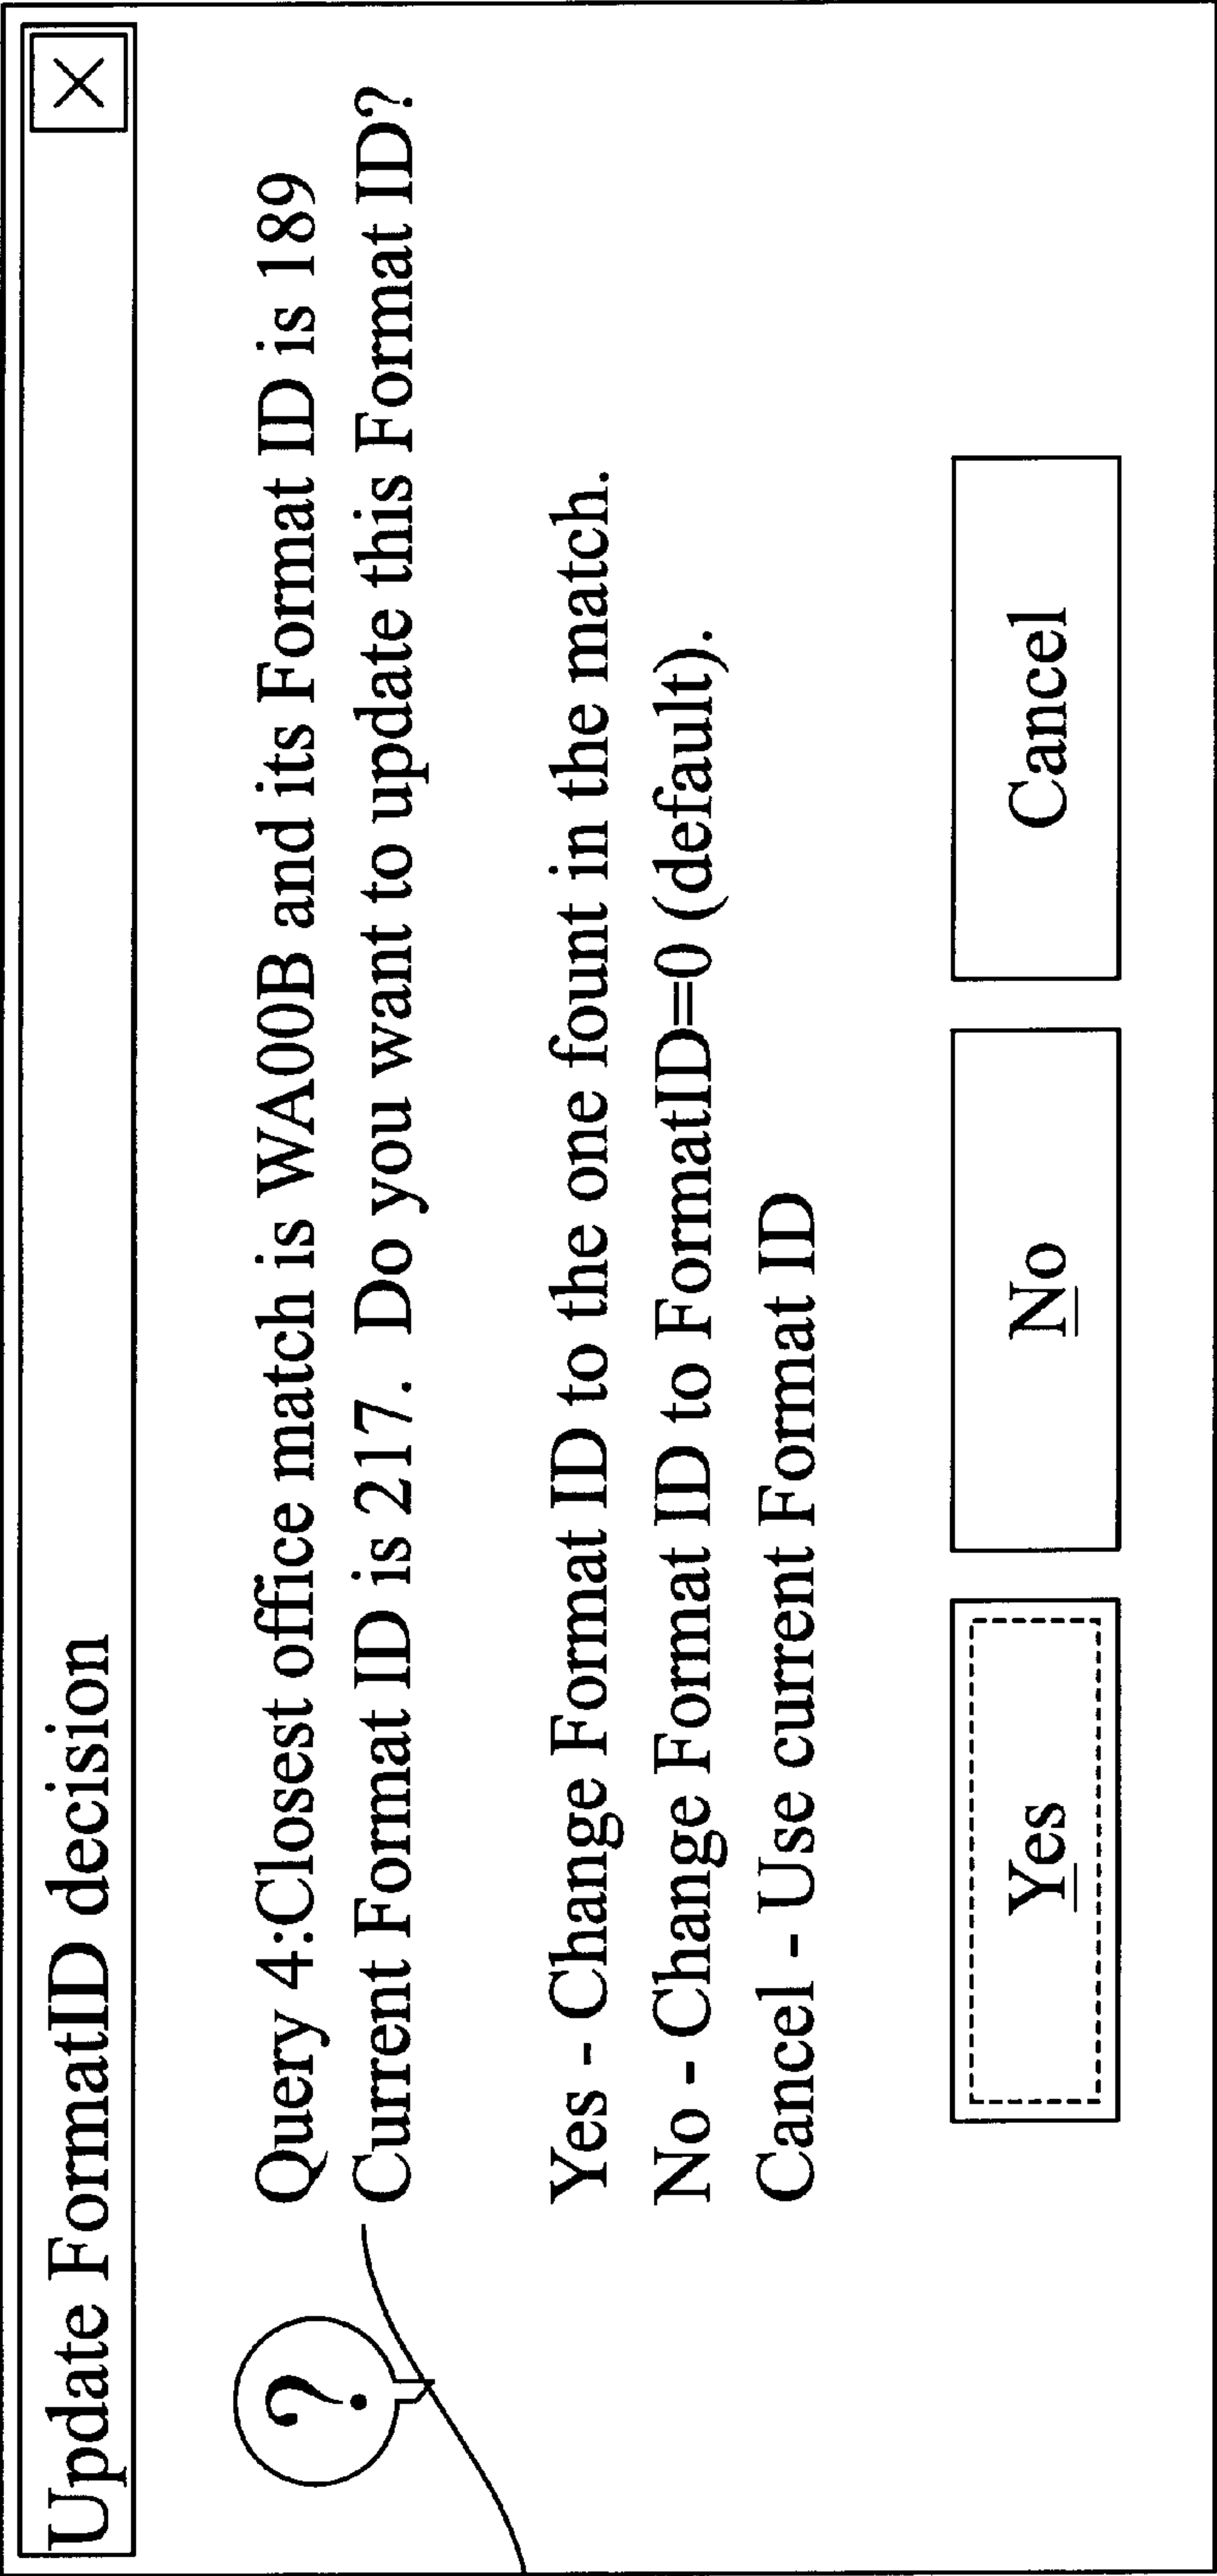 Update FormatID decision
X
?
Query 4:Closest office match is WA00B and its Format ID is 189
Current Format ID is 217. Do you want to update this Format ID?
Yes - Change Format ID to the one fount in the match.
No - Change Format ID to FormatID=0 (default).
Cancel - Use current Format ID
Yes
No
Cancel